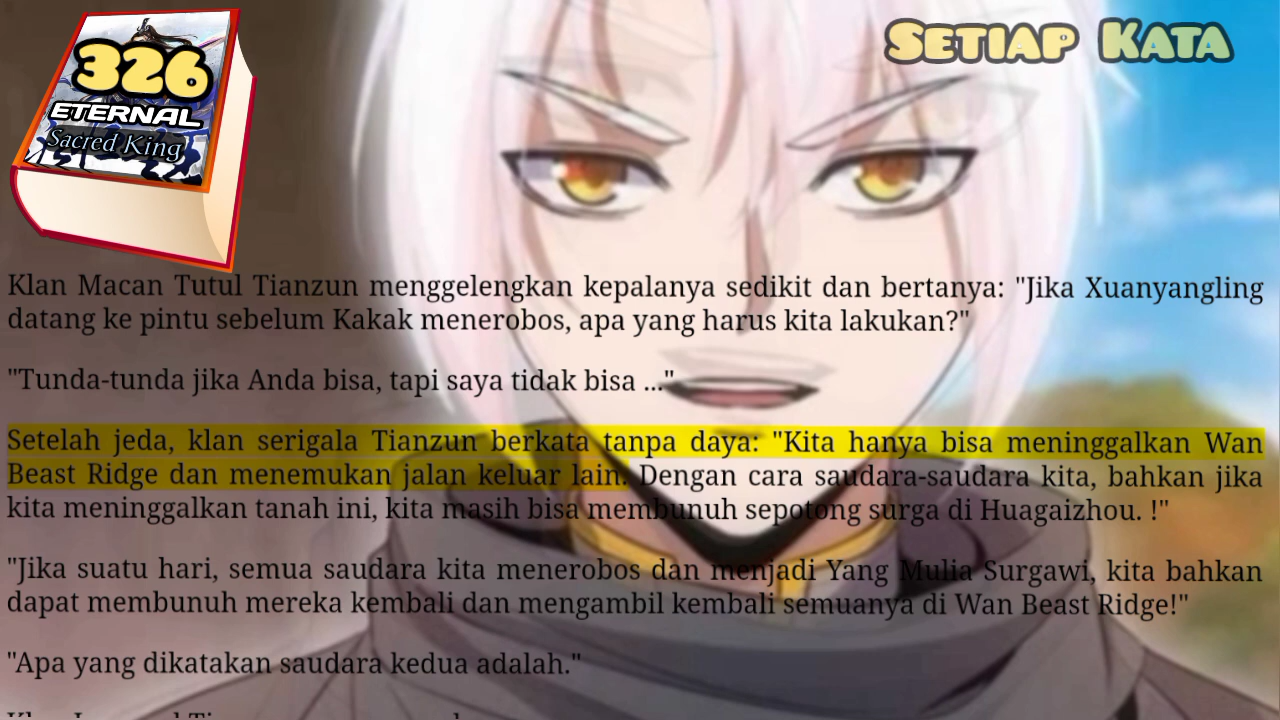 326
ETERNAL
Sacred King
SETIAP KATA
Klan Macan Tutul Tianzun menggelengkan kepalanya sedikit dan bertanya: "Jika Xuanyangling
datang ke pintu sebelum Kakak menerobos, apa yang harus kita lakukan?"
"Tunda-tunda jika Anda bisa, tapi saya tidak bisa ..."
Setelah jeda, klan serigala Tianzun berkata tanpa daya: "Kita hanya bisa meninggalkan Wan
Beast Ridge dan menemukan jalan keluar lain. Dengan cara saudara-saudara kita, bahkan jika
kita meninggalkan tanah ini, kita masih bisa membunuh sepotong surga di Huagaizhou. !"
"Jika suatu hari, semua saudara kita menerobos dan menjadi Yang Mulia Surgawi, kita bahkan
dapat membunuh mereka kembali dan mengambil kembali semuanya di Wan Beast Ridge!"
"Apa yang dikatakan saudara kedua adalah."